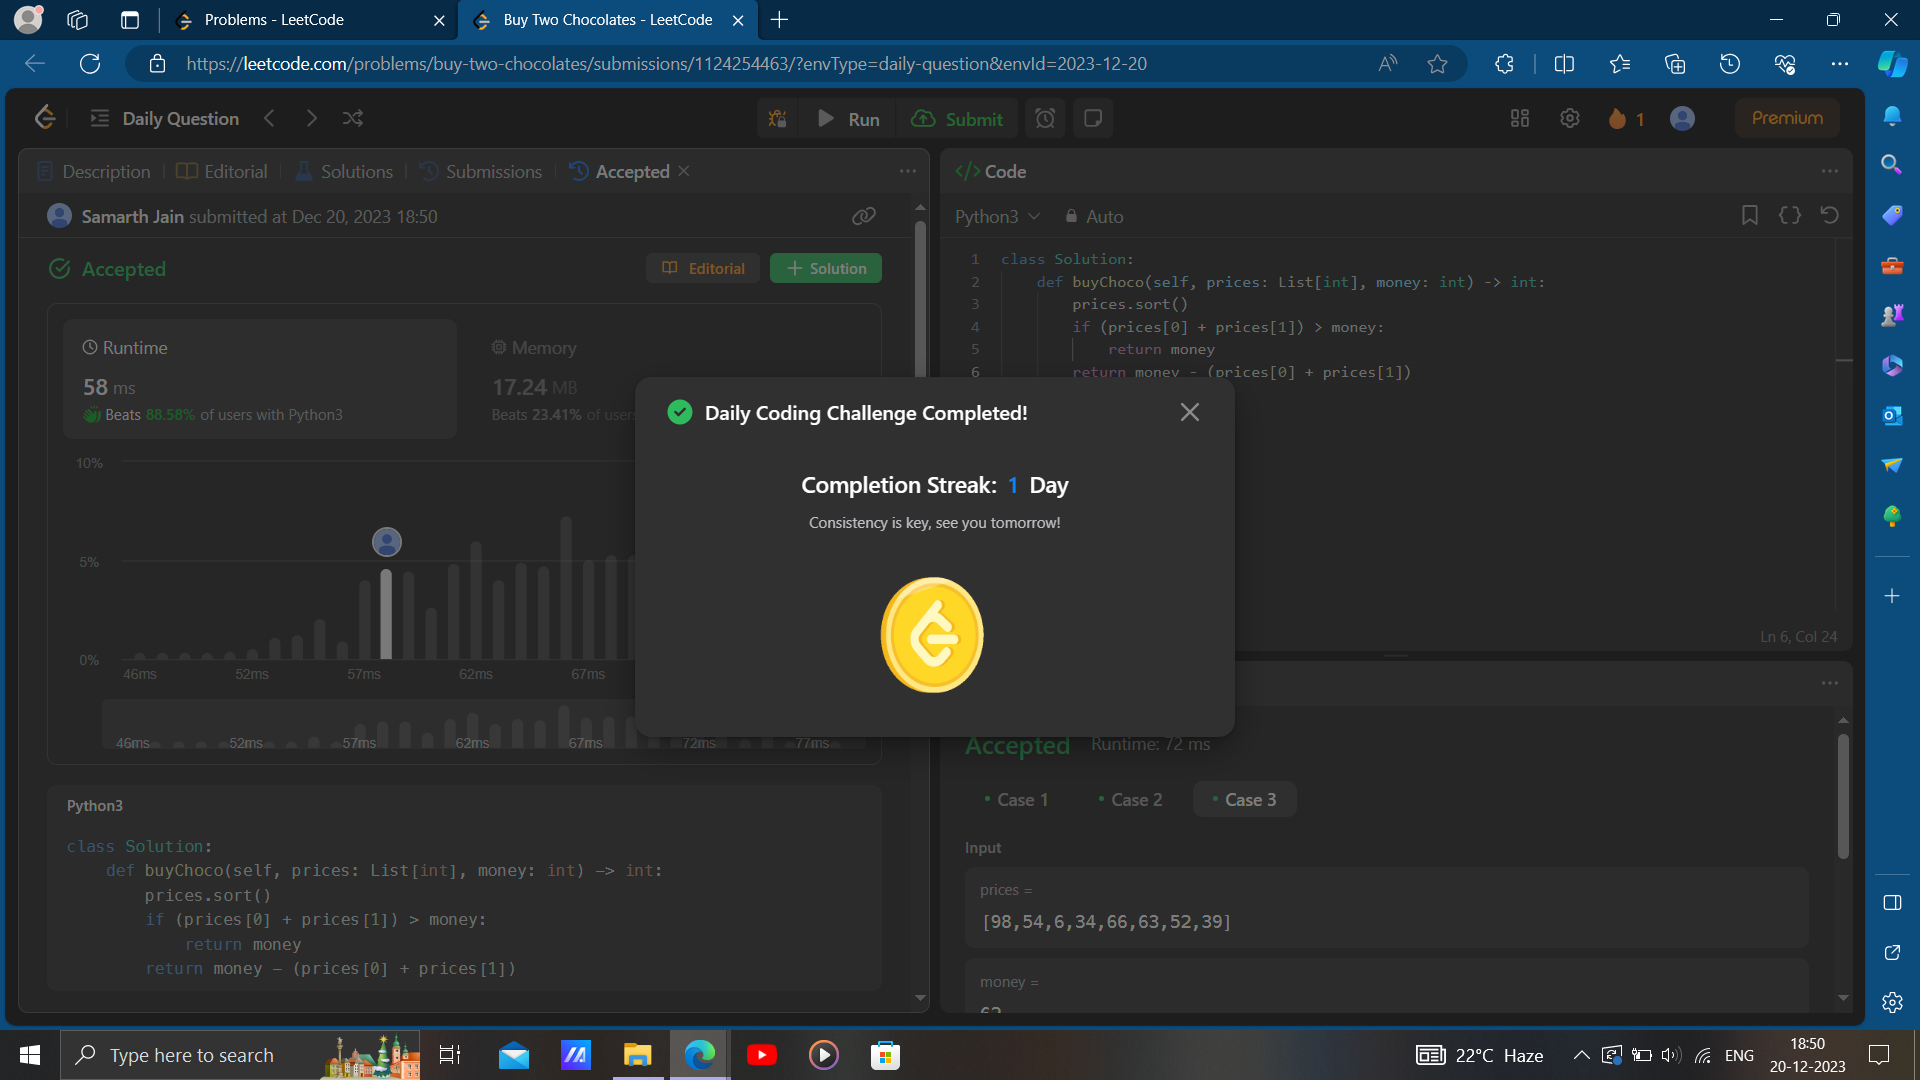 Problems - LeetCode
Buy Two Chocolates - LeetCode
https://leetcode.com/problems/buy-two-chocolates/submissions/1124254463/?envType=daily-question&envId=2023-12-20
Daily Question
Run
Submit
1
Premium
Description
Editorial
Solutions
Submissions
Accepted
Samarth Jain submitted at Dec 20, 2023 18:50
Accepted
Editorial
Solution
Runtime
58 ms
Beats 88.58% of users with Python3
Memory
17.24 MB
Beats 23.41% of users
10%
5%
0%
46ms
52ms
57ms
62ms
67ms
46ms
52ms
57ms
62ms
67ms
72ms
77ms
Python3
class Solution:
def buyChoco(self, prices: List[int], money: int) -> int:
prices.sort()
if (prices[0] + prices[1]) > money:
return money
return money - (prices[0] + prices[1])
Code
Python3
Auto
1 class Solution:
2 def buyChoco(self, prices: List[int], money: int) -> int:
3 prices.sort()
4 if (prices[0] + prices[1]) > money:
5 return money
6 return money - (prices[0] + prices[1])
Ln 6, Col 24
Daily Coding Challenge Completed!
Completion Streak: 1 Day
Consistency is key, see you tomorrow!
Accepted
Runtime: 72 ms
Case 1
Case 2
Case 3
Input
prices =
[98,54,6,34,66,63,52,39]
money =
Type here to search
22°C Haze
ENG
18:50
20-12-2023